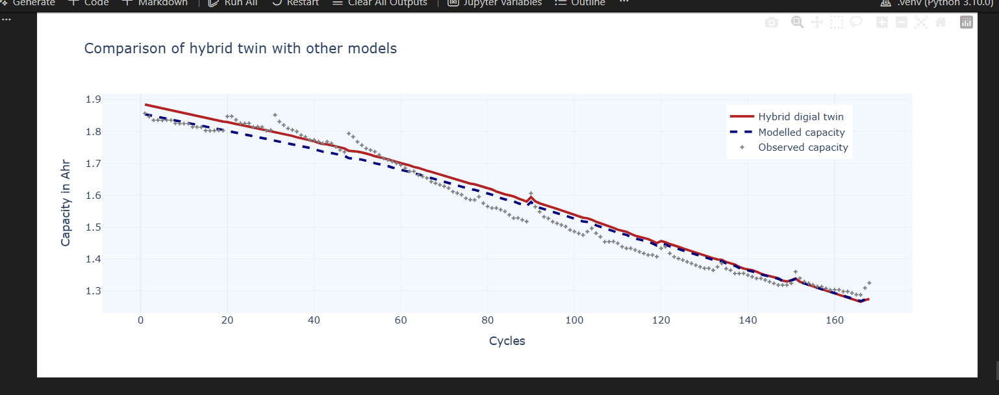 Generate + Code + Markdown | Run All Restart Clear All Outputs | Jupyter Variables Outline ... .venv (Python 3.10.0)
...
Comparison of hybrid twin with other models
1.9
1.8
1.7
1.6
1.5
1.4
1.3
Capacity in Ahr
Hybrid digial twin
Modelled capacity
Observed capacity
0 20 40 60 80 100 120 140 160
Cycles